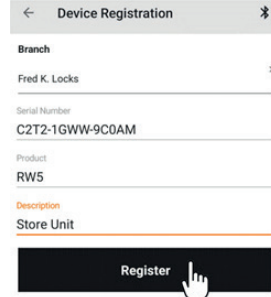 Device Registration
Branch
Fred K. Locks
Serial Number
C2T2-1GWW-9C0AM
Product
RW5
Description
Store Unit
Register